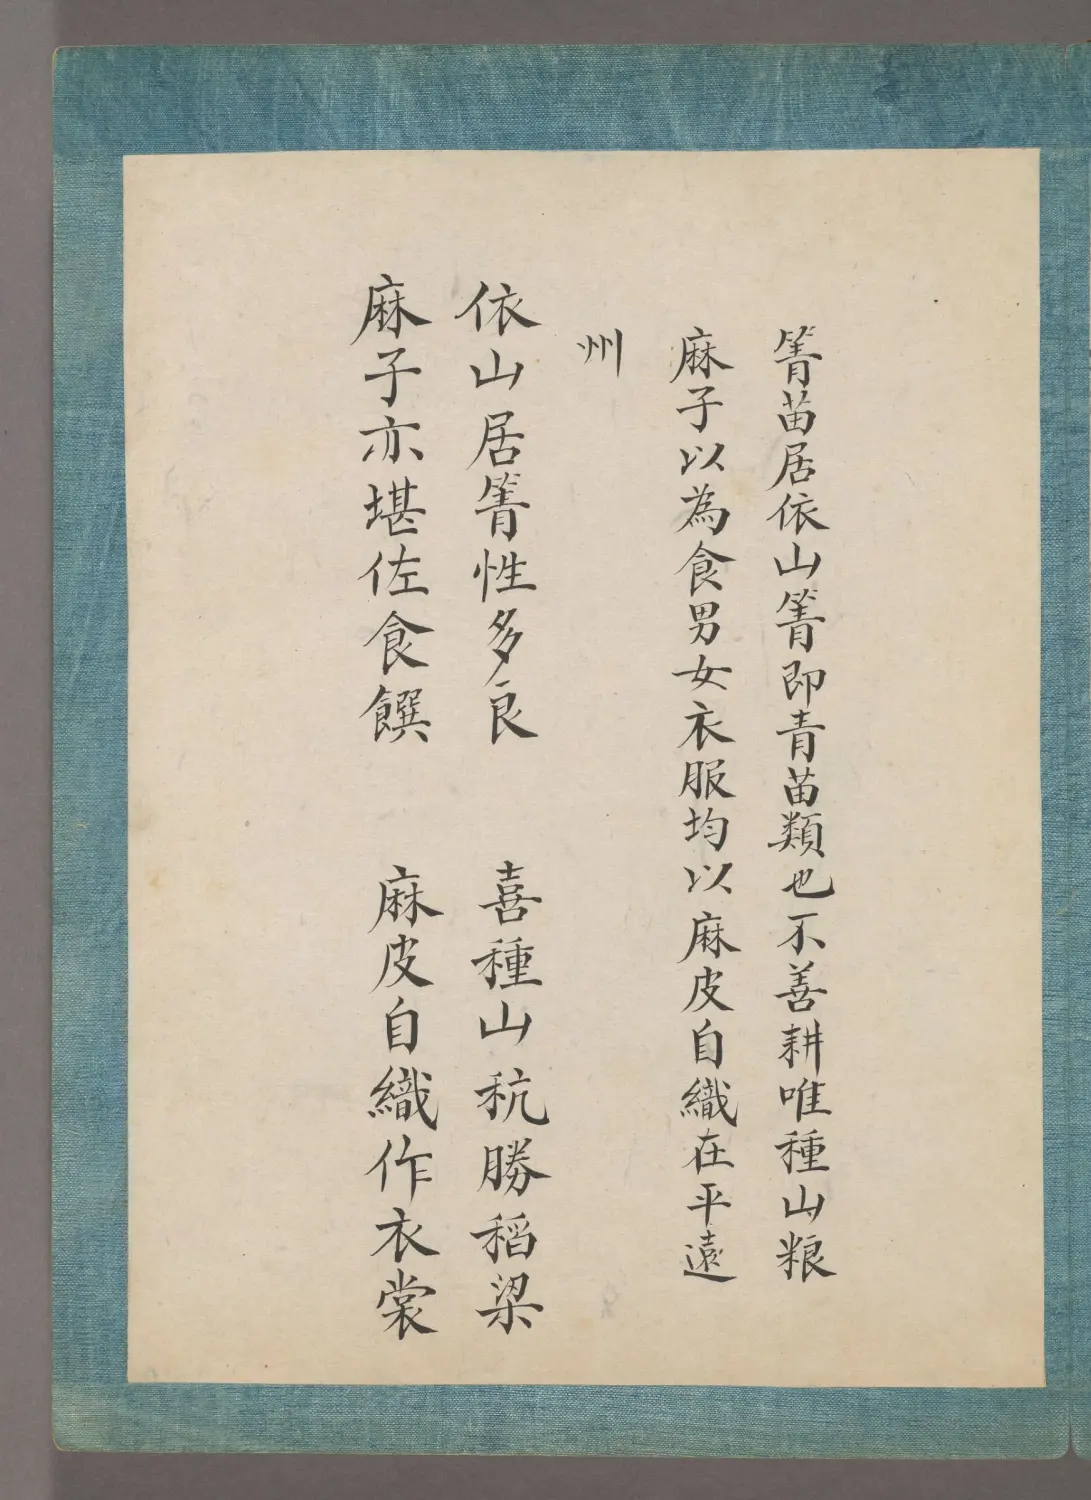 箐苗居依山箐即青苗類也不善耕唯種山粮
麻子以為食男女衣服均以麻皮自織在平遠
州
依山居箐性多良　喜種山秔勝稻梁
麻子亦堪佐食饌　麻皮自織作衣裳